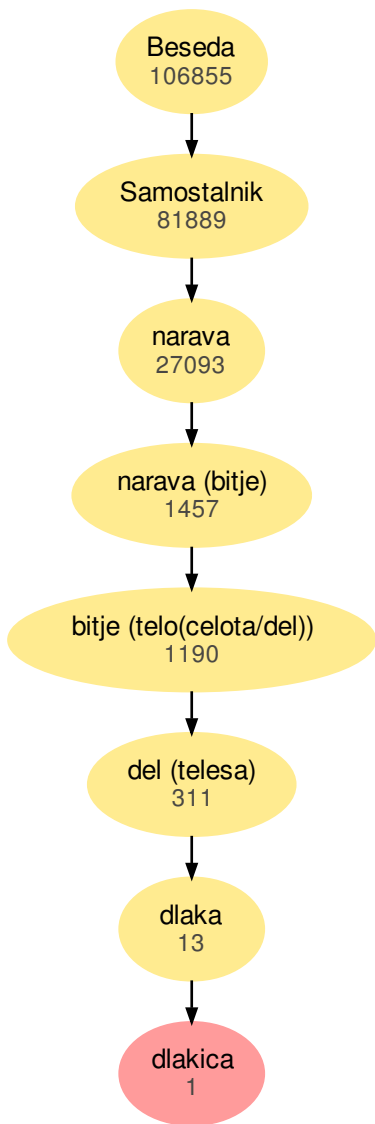 Beseda
106855
Samostalnik
81889
narava
27093
narava (bitje)
1457
bitje (telo(celota/del))
1190
del (telesa)
311
dlaka
13
dlakica
1